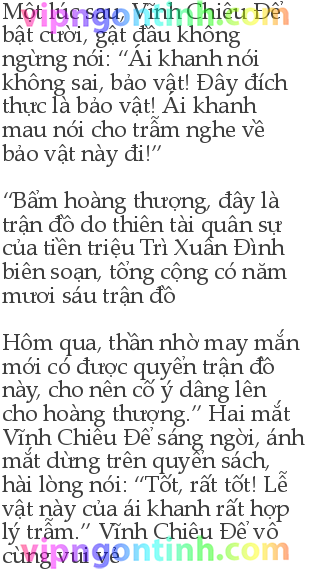 Một lúc sau, Vĩnh Chiêu Đế
bật cười, gật đầu không
ngừng nói: “Ái khanh nói
không sai, bảo vật! Đây đích
thực là bảo vật! Ái khanh
mau nói cho trẫm nghe về
bảo vật này đi!”
“Bẩm hoàng thượng, đây là
trận đồ do thiên tài quân sự
của tiền triệu Trì Xuân Đình
biên soạn, tổng cộng có năm
mươi sáu trận đồ
Hôm qua, thần nhờ may mắn
mới có được quyển trận đồ
này, cho nên cố ý dâng lên
cho hoàng thượng.” Hai mắt
Vĩnh Chiêu Đế sáng ngời, ánh
mắt dừng trên quyển sách,
hài lòng nói: “Tốt, rất tốt! Lễ
vật này của ái khanh rất hợp
lý trẫm.” Vĩnh Chiêu Đế vô
cùng vui vẻ
vipngontinh.com
vipngontinh.com